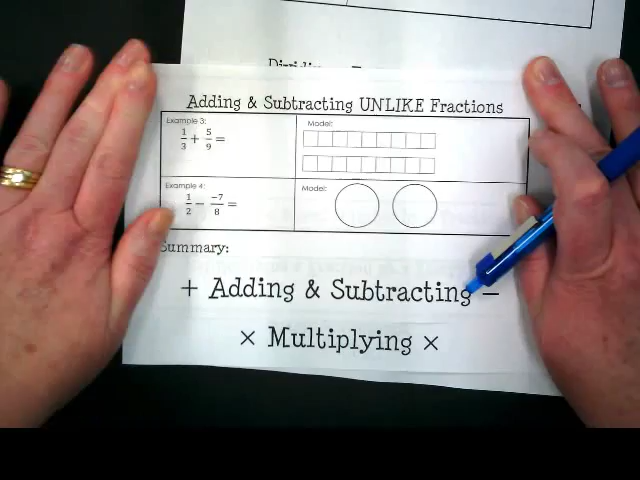 Adding & Subtracting UNLIKE Fractions
Example 3:
1/3 + 5/9 =
Model:
Example 4:
1/2 − -7/8 =
Model:
Summary:
+ Adding & Subtracting −
× Multiplying ×